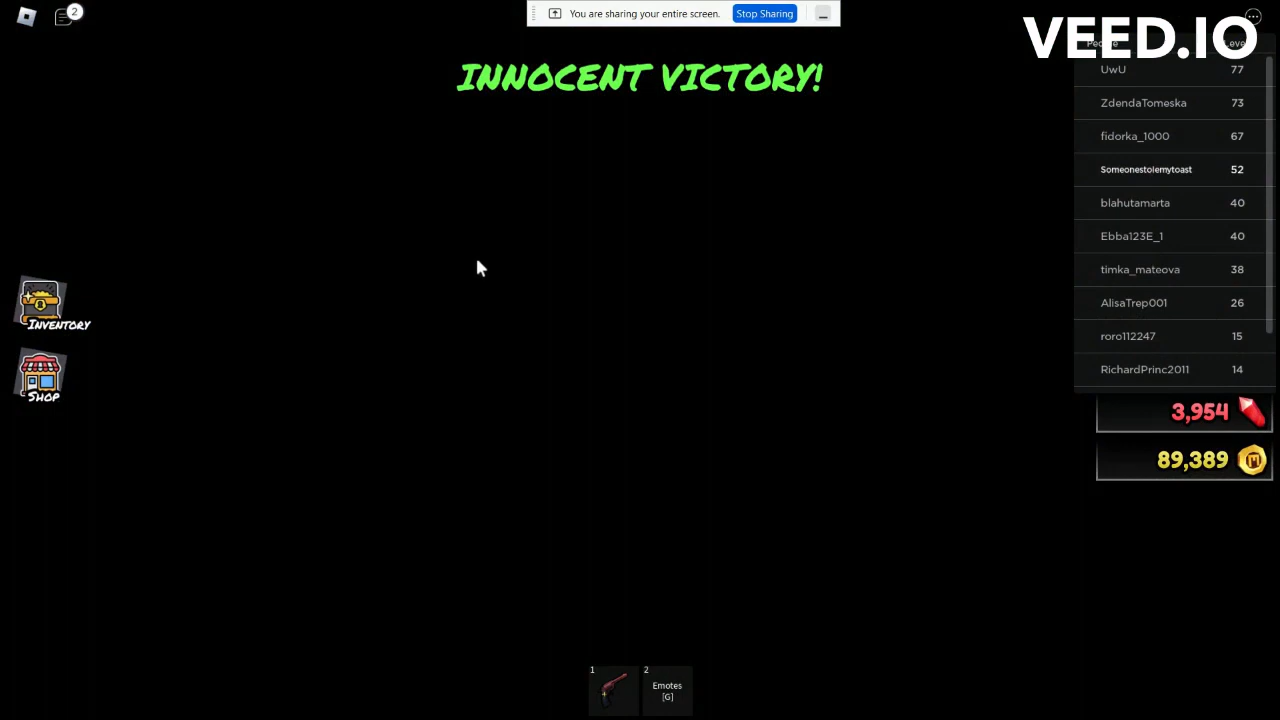 2
You are sharing your entire screen. Stop Sharing
VEED.IO
INNOCENT VICTORY!
UwU 77
ZdendaTomeska 73
fidorka_1000 67
Someonestolemytoast 52
blahutamarta 40
Ebba123E_1 40
timka_mateova 38
AlisaTrep001 26
roro112247 15
RichardPrinc2011 14
INVENTORY
SHOP
3,954
89,389
1
2
Emotes
[G]